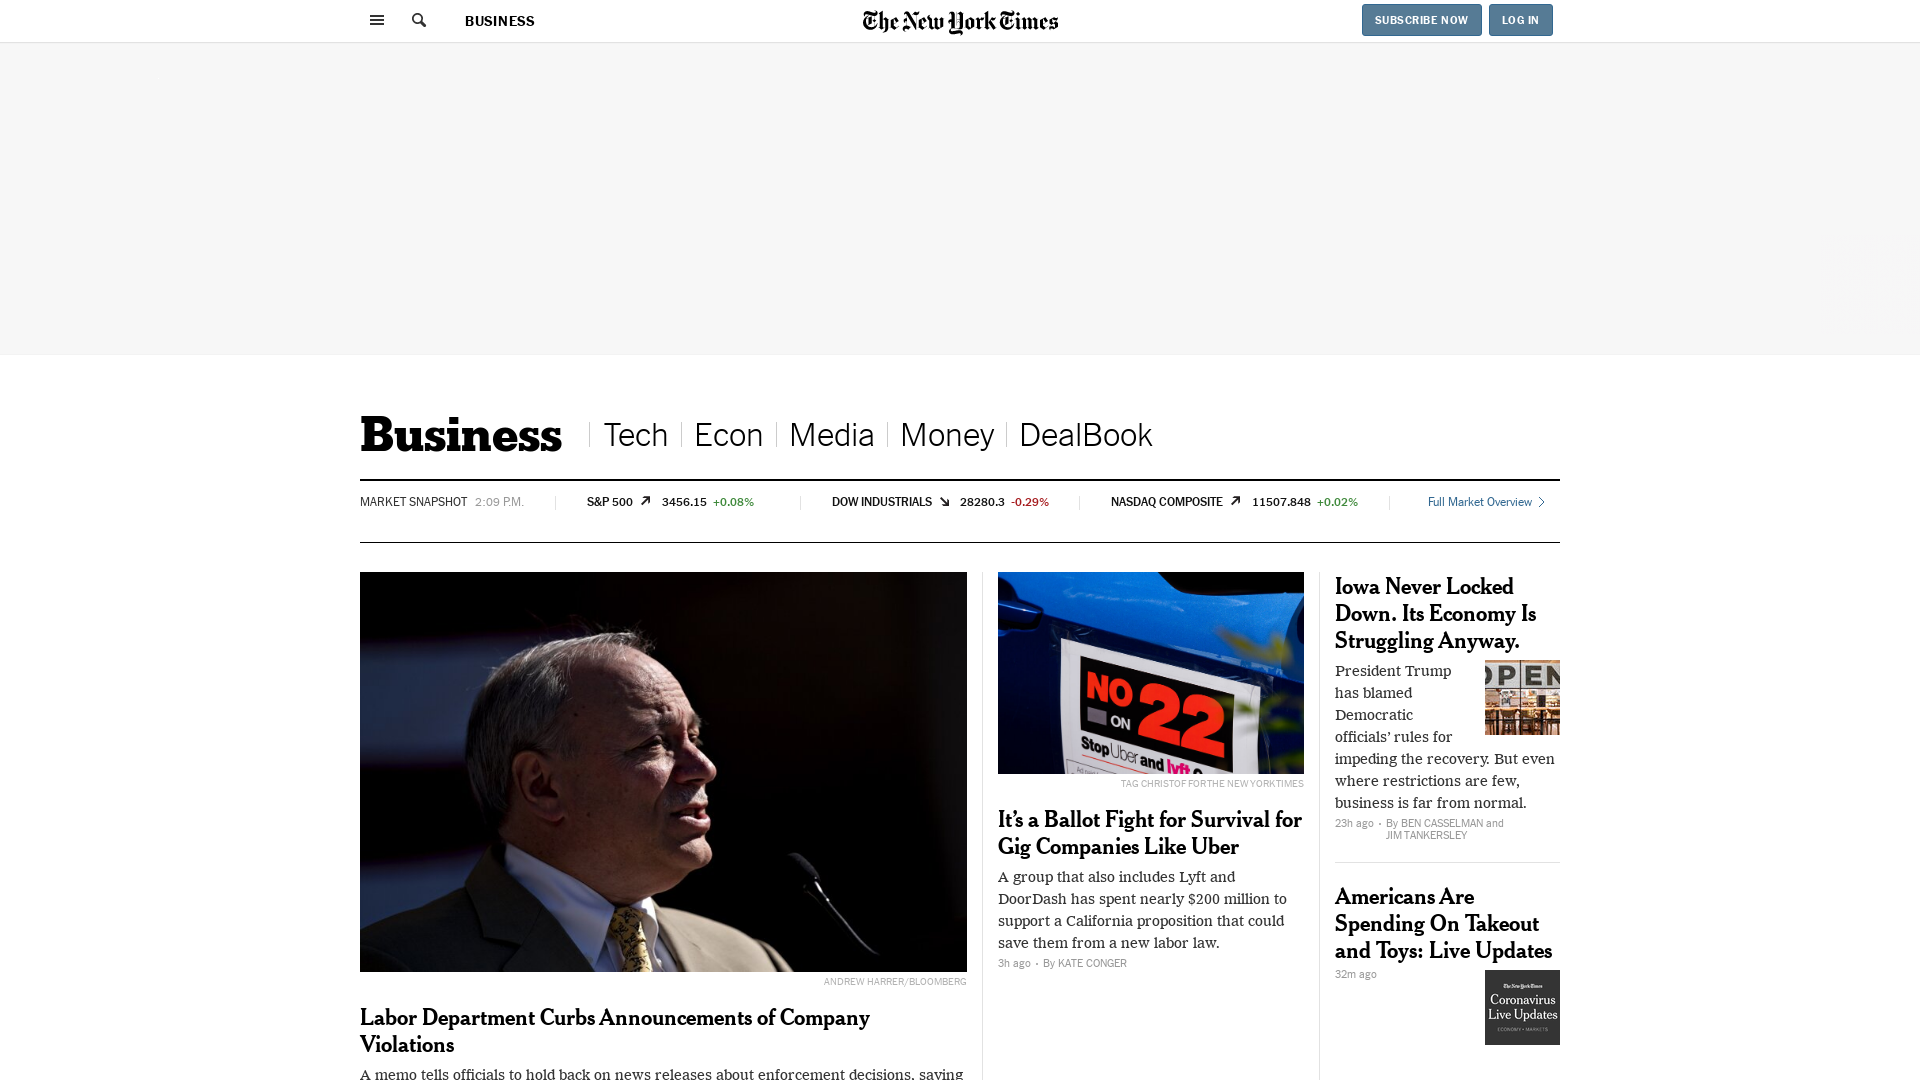 BUSINESS
The New York Times
SUBSCRIBE NOW
LOG IN
Business
Tech
Econ
Media
Money
DealBook
MARKET SNAPSHOT 2:09 P.M.
S&P 500 3456.15 +0.08%
DOW INDUSTRIALS 28280.3 -0.29%
NASDAQ COMPOSITE 11507.848 +0.02%
Full Market Overview
ANDREW HARRER/BLOOMBERG
Labor Department Curbs Announcements of Company
Violations
A memo tells officials to hold back on news releases about enforcement decisions, saying
NO
ON
22
Stop Uber and lyft
TAG CHRISTOF FOR THE NEW YORK TIMES
It's a Ballot Fight for Survival for
Gig Companies Like Uber
A group that also includes Lyft and
DoorDash has spent nearly $200 million to
support a California proposition that could
save them from a new labor law.
3h ago • By KATE CONGER
Iowa Never Locked
Down. Its Economy Is
Struggling Anyway.
OPEN
President Trump
has blamed
Democratic
officials' rules for
impeding the recovery. But even
where restrictions are few,
business is far from normal.
23h ago • By BEN CASSELMAN and
JIM TANKERSLEY
Americans Are
Spending On Takeout
and Toys: Live Updates
32m ago
The New York Times
Coronavirus
Live Updates
ECONOMY • MARKETS